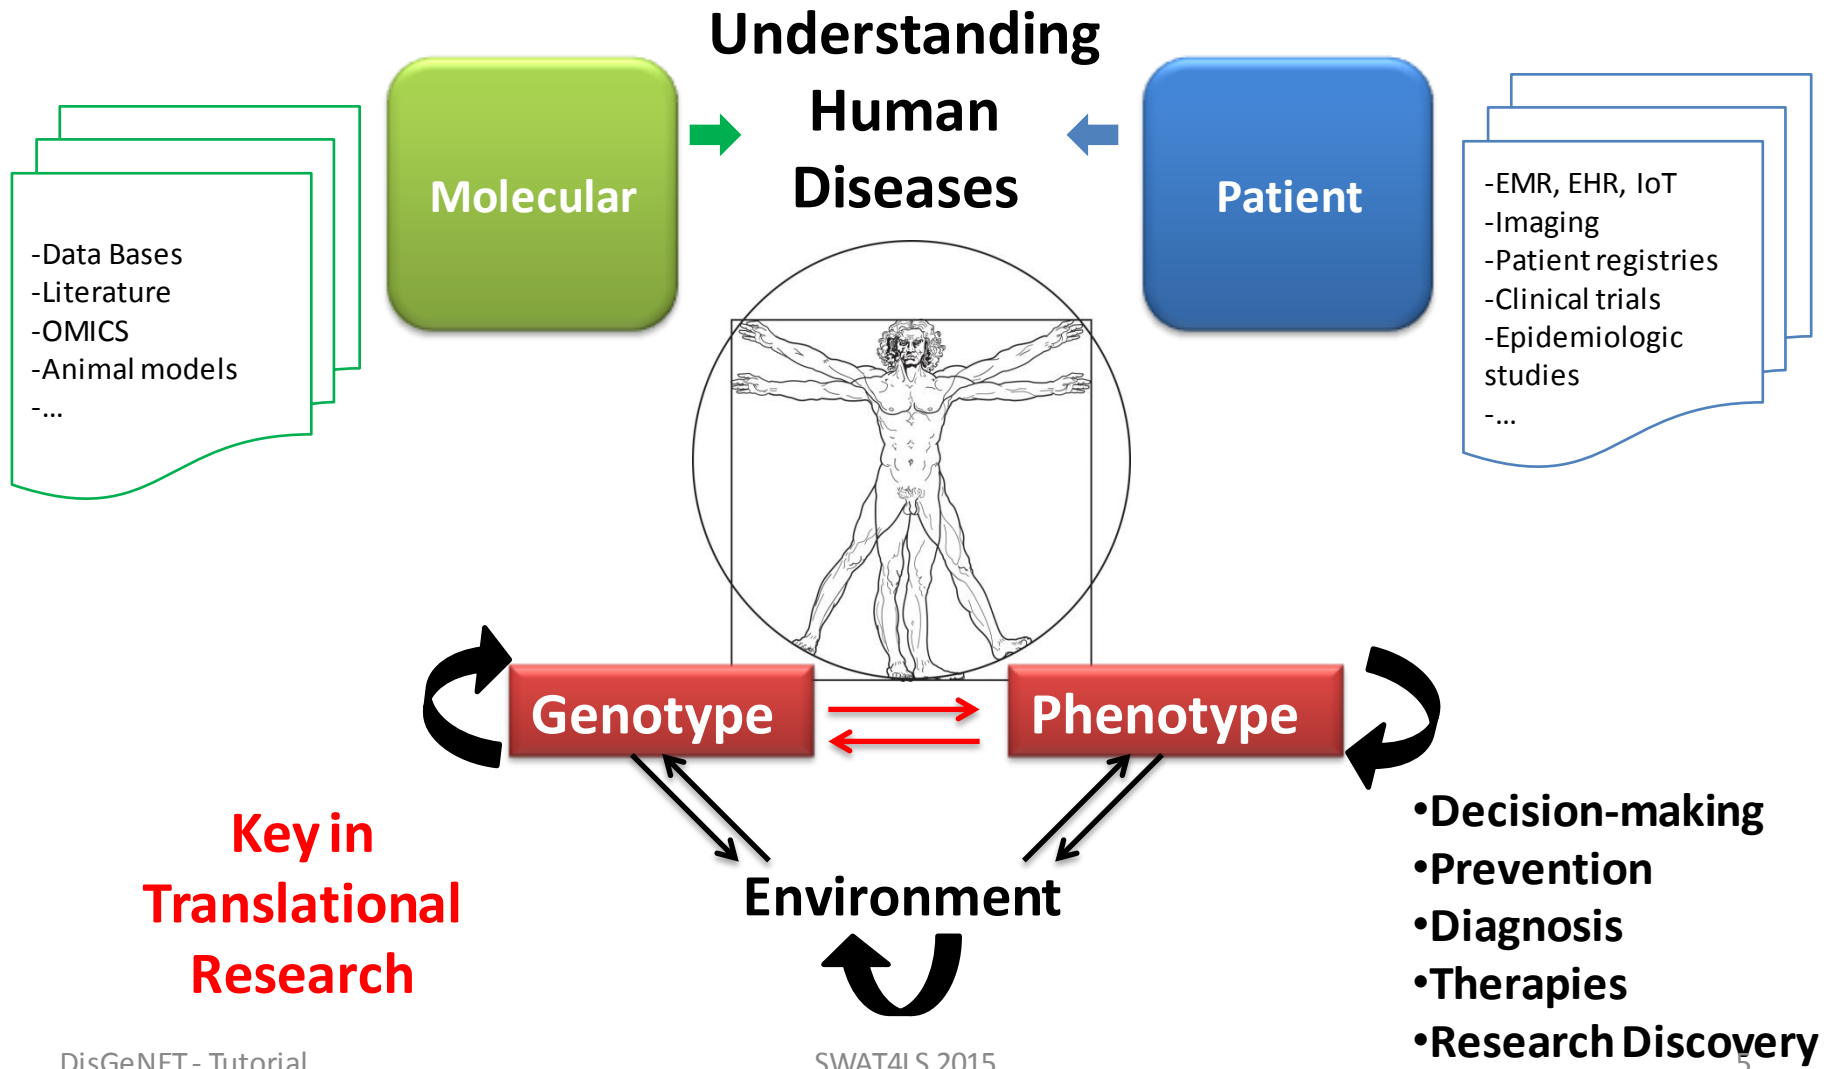 Understanding
Human
Diseases
Molecular
Patient
-Data Bases
-Literature
-OMICS
-Animal models
-...
-EMR, EHR, IoT
-Imaging
-Patient registries
-Clinical trials
-Epidemiologic
studies
-...
Genotype
Phenotype
Environment
Key in
Translational
Research
•Decision-making
•Prevention
•Diagnosis
•Therapies
•Research Discovery
DisGeNET - Tutorial
SWAT4LS 2015
5